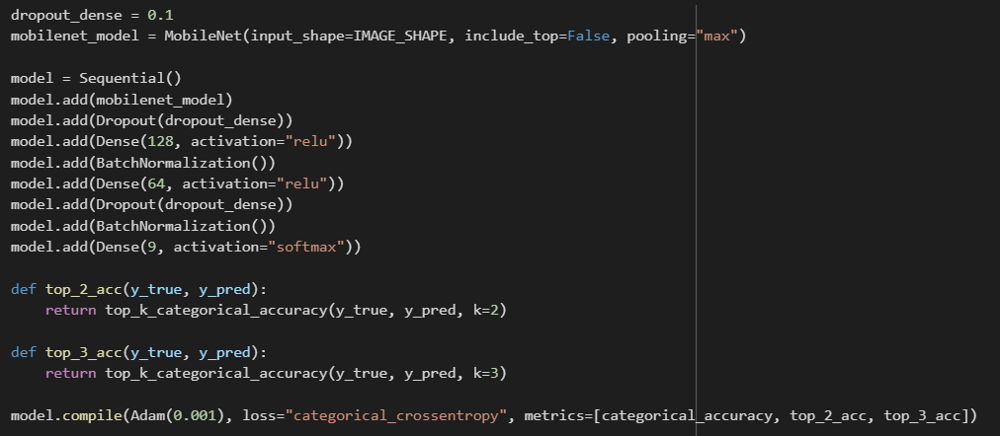 dropout_dense = 0.1
mobilenet_model = MobileNet(input_shape=IMAGE_SHAPE, include_top=False, pooling="max")
model = Sequential()
model.add(mobilenet_model)
model.add(Dropout(dropout_dense))
model.add(Dense(128, activation="relu"))
model.add(BatchNormalization())
model.add(Dense(64, activation="relu"))
model.add(Dropout(dropout_dense))
model.add(BatchNormalization())
model.add(Dense(9, activation="softmax"))
def top_2_acc(y_true, y_pred):
    return top_k_categorical_accuracy(y_true, y_pred, k=2)
def top_3_acc(y_true, y_pred):
    return top_k_categorical_accuracy(y_true, y_pred, k=3)
model.compile(Adam(0.001), loss="categorical_crossentropy", metrics=[categorical_accuracy, top_2_acc, top_3_acc])